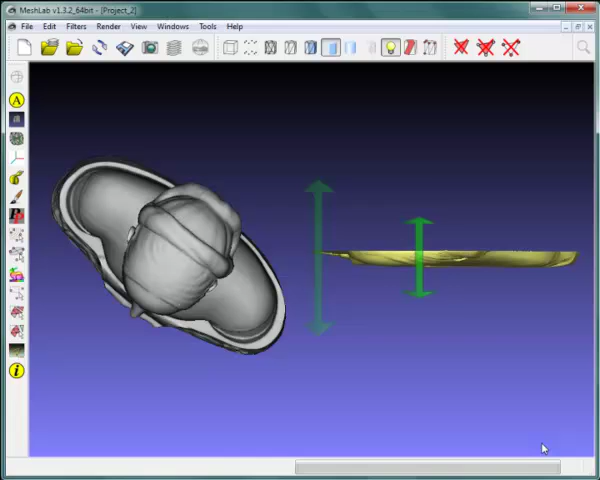 MeshLab v1.3.2_64bit - [Project_2]
File Edit Filters Render View Windows Tools Help
A
i